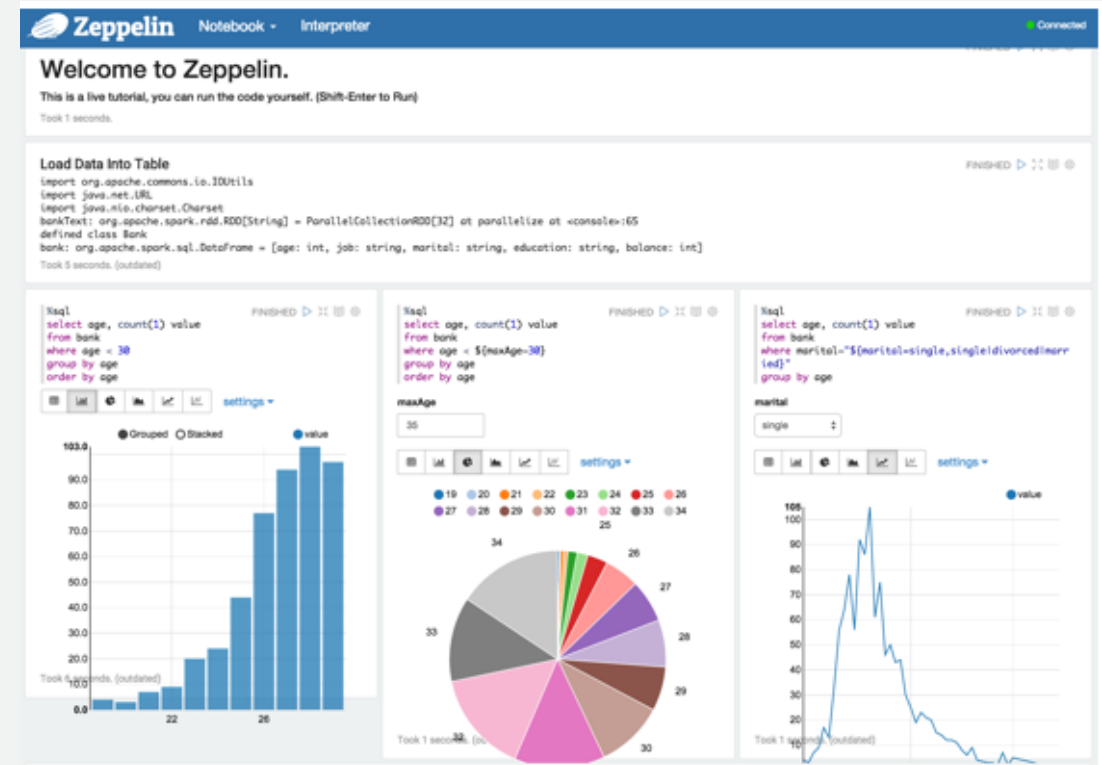 Zeppelin Notebook Interpreter Connected
Welcome to Zeppelin.
This is a live tutorial, you can run the code yourself. (Shift-Enter to Run)
Took 1 seconds.
Load Data Into Table FINISHED
import org.apache.commons.io.IOUtils
import java.net.URL
import java.nio.charset.Charset
bankText: org.apache.spark.rdd.RDD[String] = ParallelCollectionRDD[32] at parallelize at <console>:65
defined class Bank
bank: org.apache.spark.sql.DataFrame = [age: int, job: string, marital: string, education: string, balance: int]
Took 5 seconds. (outdated)
%sql FINISHED
select age, count(1) value
from bank
where age < 30
group by age
order by age
settings
Grouped Stacked value
103.0
90.0
80.0
70.0
60.0
50.0
40.0
30.0
20.0
10.0
0.0
22 26
(outdated)
%sql FINISHED
select age, count(1) value
from bank
where age < ${maxAge=30}
group by age
order by age
maxAge
35
settings
19 20 21 22 23 24 25 26
27 28 29 30 31 32 33 34
25
34
26
27
33
28
29
32
30
Took 1
%sql FINISHED
select age, count(1) value
from bank
where marital="${marital=single,single|divorced|marr
ied}"
group by age
marital
single
settings
value
105
100
90
80
70
60
50
40
30
20
10
Took 1 (outdated)